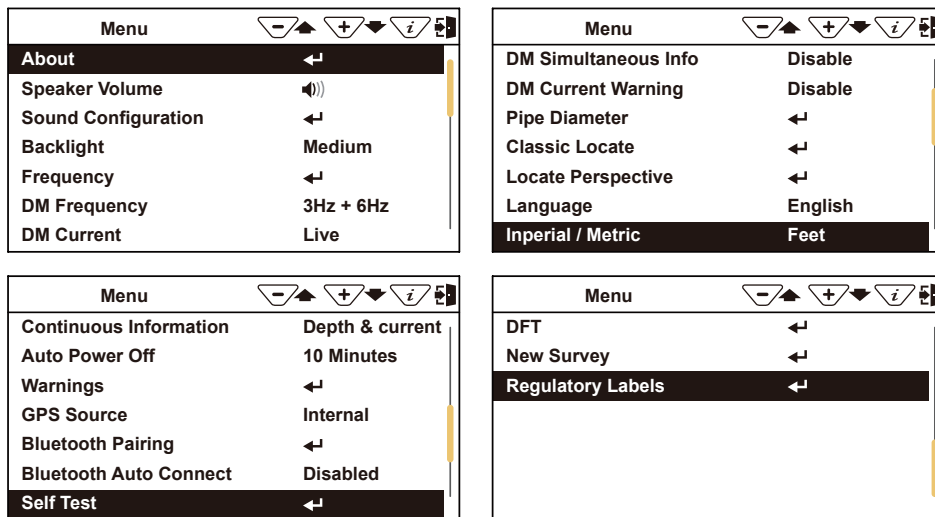 Menu - + i
About
Speaker Volume
Sound Configuration
Backlight Medium
Frequency
DM Frequency 3Hz + 6Hz
DM Current Live
Menu - + i
DM Simultaneous Info Disable
DM Current Warning Disable
Pipe Diameter
Classic Locate
Locate Perspective
Language English
Inperial / Metric Feet
Menu - + i
Continuous Information Depth & current
Auto Power Off 10 Minutes
Warnings
GPS Source Internal
Bluetooth Pairing
Bluetooth Auto Connect Disabled
Self Test
Menu - + i
DFT
New Survey
Regulatory Labels